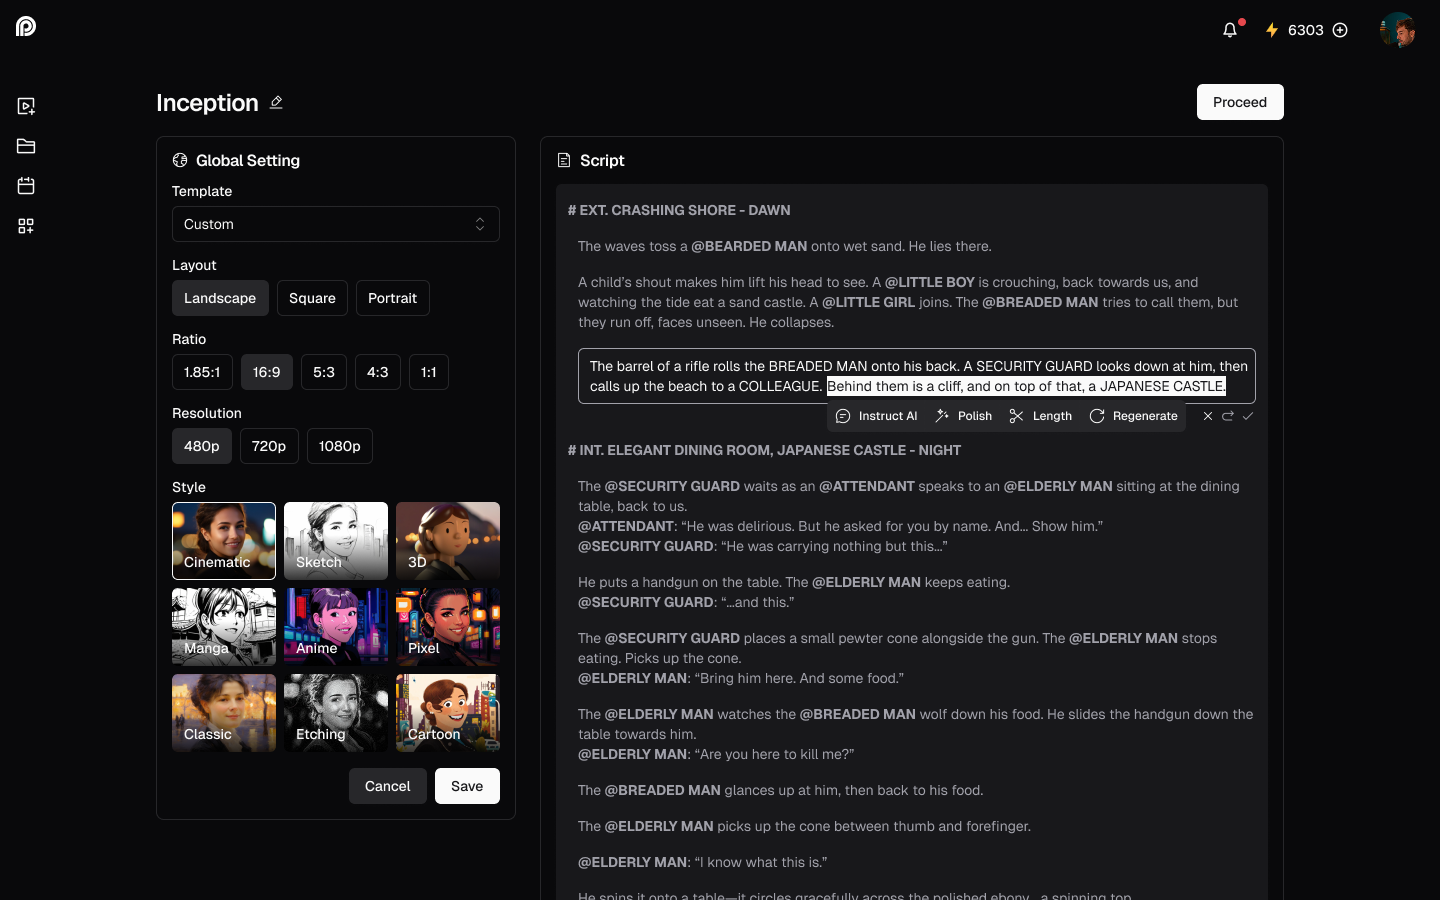 6303
Inception
Proceed
Global Setting
Template
Custom
Layout
Landscape
Square
Portrait
Ratio
1.85:1
16:9
5:3
4:3
1:1
Resolution
480p
720p
1080p
Style
Cinematic
Sketch
3D
Manga
Anime
Pixel
Classic
Etching
Cartoon
Cancel
Save
Script
# EXT. CRASHING SHORE - DAWN
The waves toss a @BEARDED MAN onto wet sand. He lies there.
A child’s shout makes him lift his head to see. A @LITTLE BOY is crouching, back towards us, and
watching the tide eat a sand castle. A @LITTLE GIRL joins. The @BREADED MAN tries to call them, but
they run off, faces unseen. He collapses.
The barrel of a rifle rolls the BREADED MAN onto his back. A SECURITY GUARD looks down at him, then
calls up the beach to a COLLEAGUE. Behind them is a cliff, and on top of that, a JAPANESE CASTLE.
Instruct AI
Polish
Length
Regenerate
# INT. ELEGANT DINING ROOM, JAPANESE CASTLE - NIGHT
The @SECURITY GUARD waits as an @ATTENDANT speaks to an @ELDERLY MAN sitting at the dining
table, back to us.
@ATTENDANT: “He was delirious. But he asked for you by name. And... Show him.”
@SECURITY GUARD: “He was carrying nothing but this...”
He puts a handgun on the table. The @ELDERLY MAN keeps eating.
@SECURITY GUARD: “...and this.”
The @SECURITY GUARD places a small pewter cone alongside the gun. The @ELDERLY MAN stops
eating. Picks up the cone.
@ELDERLY MAN: “Bring him here. And some food.”
The @ELDERLY MAN watches the @BREADED MAN wolf down his food. He slides the handgun down the
table towards him.
@ELDERLY MAN: “Are you here to kill me?”
The @BREADED MAN glances up at him, then back to his food.
The @ELDERLY MAN picks up the cone between thumb and forefinger.
@ELDERLY MAN: “I know what this is.”
He spins it onto a table—it circles gracefully across the polished ebony... a spinning top.